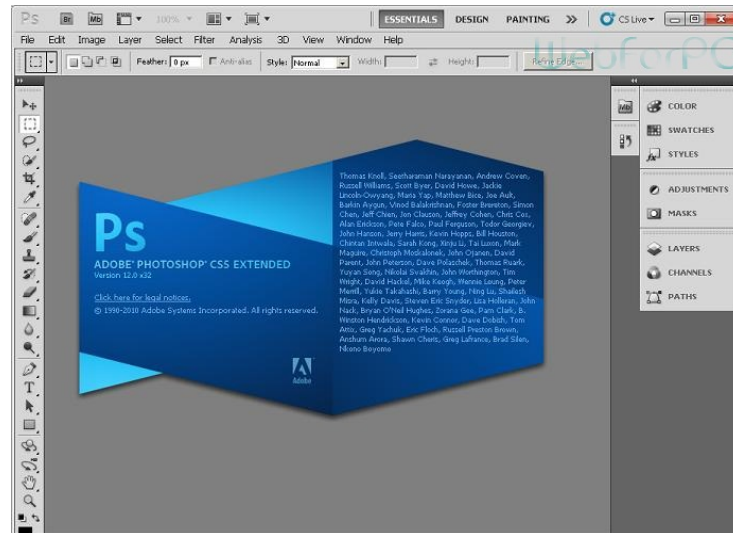 Ps Br Mb 100% ESSENTIALS DESIGN PAINTING >> CS Live
File Edit Image Layer Select Filter Analysis 3D View Window Help
WebForPC
Feather: 0 px Anti-alias Style: Normal Width: Height: Refine Edge...
Mb COLOR
SWATCHES
STYLES
ADJUSTMENTS
MASKS
LAYERS
CHANNELS
PATHS
Ps
ADOBE® PHOTOSHOP® CS5 EXTENDED
Version 12.0 x32
Click here for legal notices.
© 1990-2010 Adobe Systems Incorporated. All rights reserved.
Adobe
Thomas Knoll, Seetharaman Narayanan, Andrew Coven,
Russell Williams, Scott Byer, David Howe, Jackie
Lincoln-Owyang, Maria Yap, Matthew Bice, Joe Ault,
Barkin Aygun, Vinod Balakrishnan, Foster Brereton, Simon
Chen, Jeff Chien, Jon Clauson, Jeffrey Cohen, Chris Cox,
Alan Erickson, Pete Falco, Paul Ferguson, Todor Georgiev,
John Hanson, Jerry Harris, Kevin Hopps, Bill Houston,
Chintan Intwala, Sarah Kong, Xinju Li, Tai Luxon, Mark
Maguire, Christoph Moskalonek, John Ojanen, David
Parent, John Peterson, Dave Polaschek, Thomas Ruark,
Yuyan Song, Nikolai Svakhin, John Worthington, Tim
Wright, David Hackel, Mike Keogh, Wennie Leung, Peter
Merrill, Yukie Takahashi, Barry Young, Ning Lu, Shailesh
Misra, Kelly Davis, Steven Eric Snyder, Lisa Holleran, John
Nack, Bryan O'Neil Hughes, Zorana Gee, Pam Clark, B.
Winston Hendrickson, Kevin Connor, Dave Dobish, Tom
Attix, Greg Yachuk, Eric Floch, Russell Preston Brown,
Anshum Arora, Shawn Cheris, Greg Lafrance, Brad Silen,
Nkono Boyomo
T